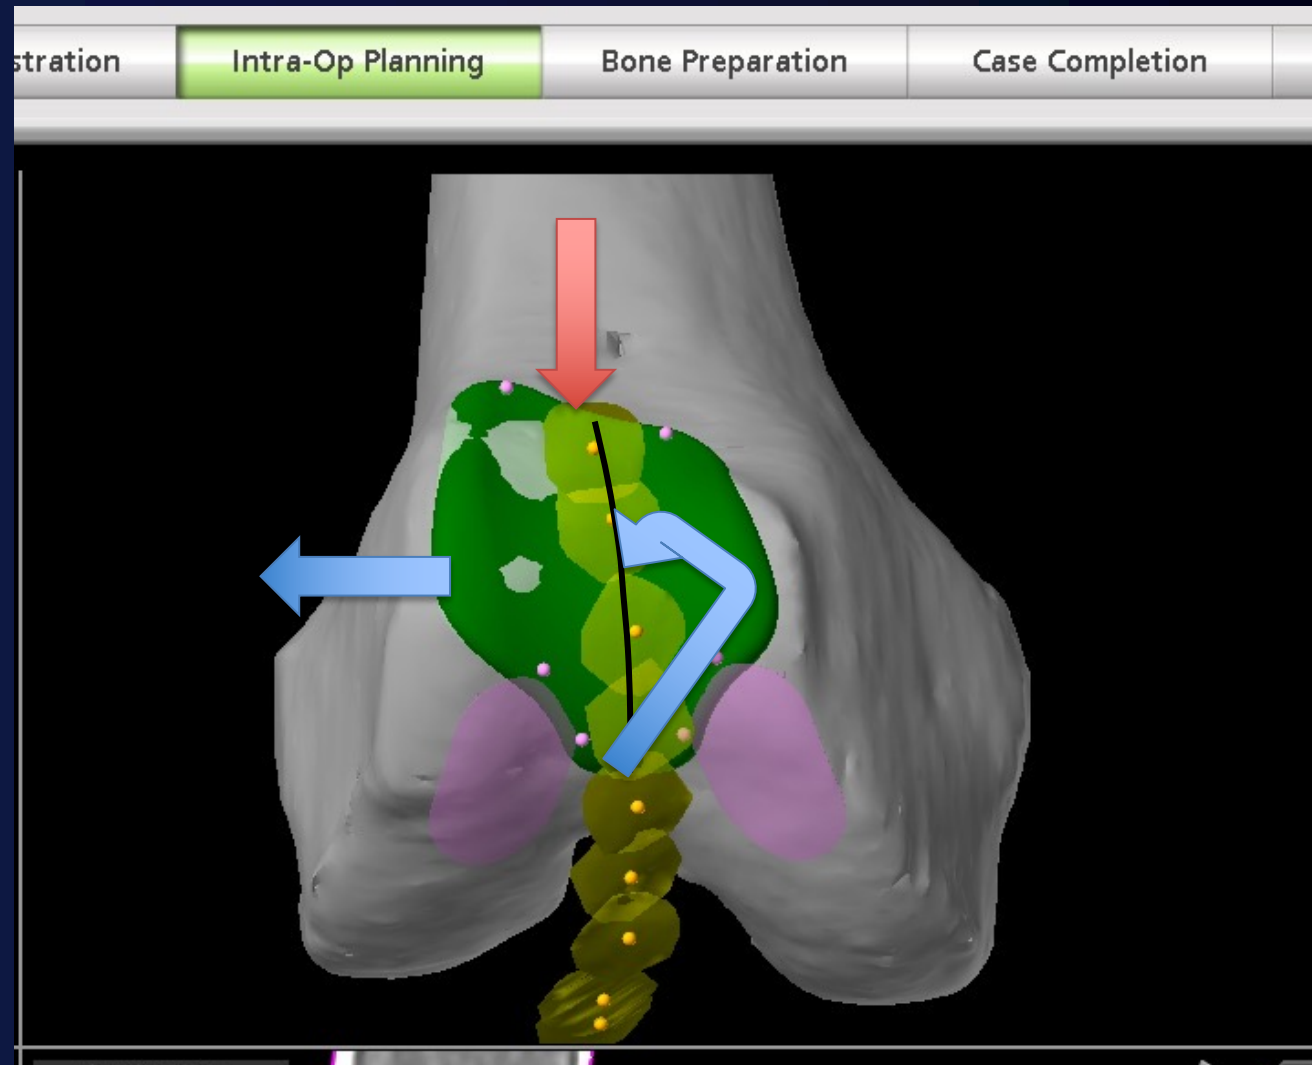 stration
Intra-Op Planning
Bone Preparation
Case Completion